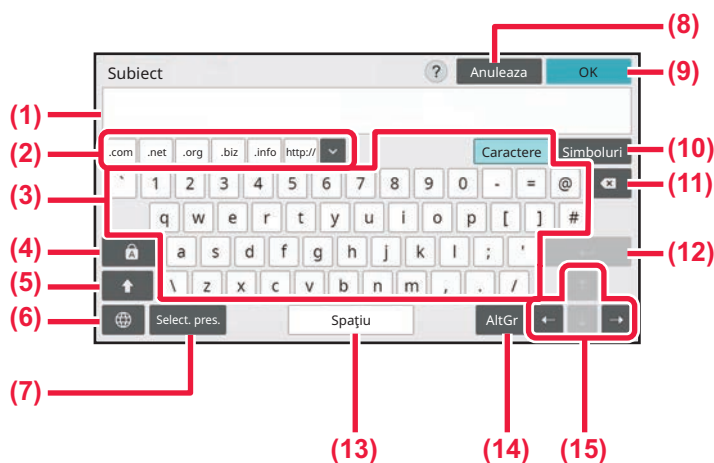 (8)
Subiect ? Anuleaza OK (9)
(1)
(2) .com .net .org .biz .info http:// Caractere Simboluri (10)
(3) ` 1 2 3 4 5 6 7 8 9 0 - = @ (11)
q w e r t y u i o p [ ] #
(4) A a s d f g h j k l ; ' (12)
(5) \ z x c v b n m , . /
(6) Select. pres. Spațiu AltGr
(7)
(13) (14) (15)